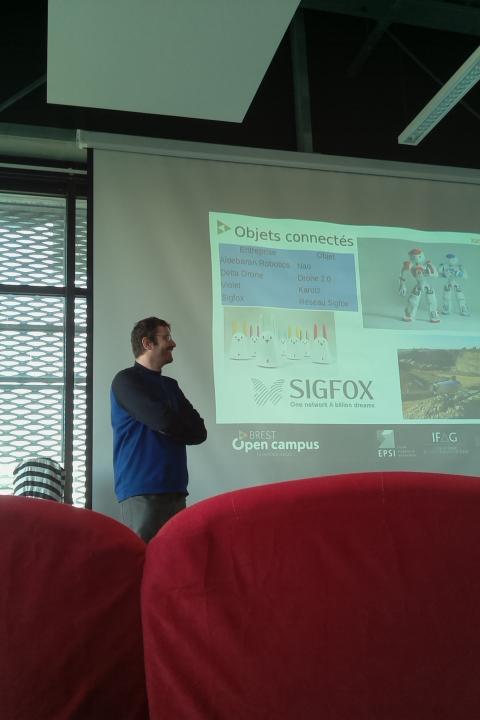 Objets connectés
Entreprise Objet
Aldebaran Robotics Nao
Delta Drone Drone 2.0
Violet Karotz
Sigfox Réseau Sigfox
SIGFOX
One network A billion dreams
BREST
Open campus
EPSI
IFAG